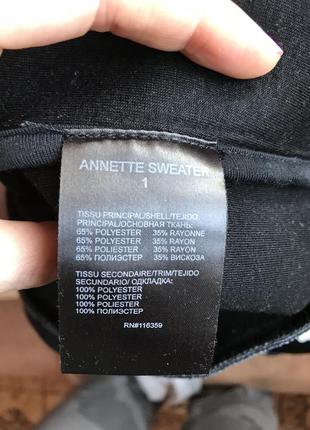 ANNETTE SWEATER
1
TISSU PRINCIPAL/SHELL/TEJIDO
PRINCIPAL/ОСНОВНАЯ ТКАНЬ:
65% POLYESTER 35% RAYONNE
65% POLYESTER 35% RAYON
65% POLYESTER 35% RAYON
65% ПОЛИЭСТЕР 35% ВИСКОЗА
TISSU SECONDAIRE/TRIM/TEJIDO
SECUNDARIO/ ОДКЛАДКА:
100% POLYESTER
100% POLYESTER
100% POLYESTER
100% ПОЛИЭСТЕР
RN#116359